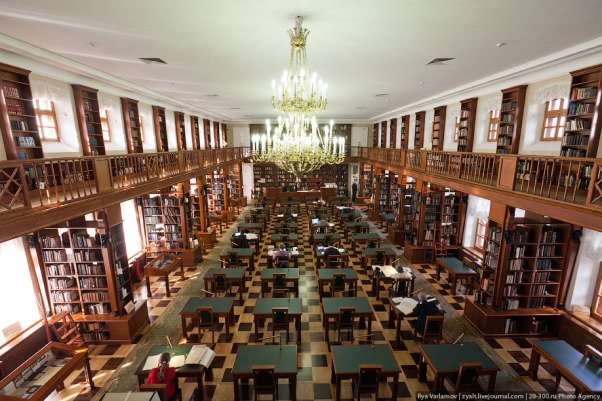 Ilya Varlamov, zyalt.livejournal.com | 28-300.ru Photo Agency